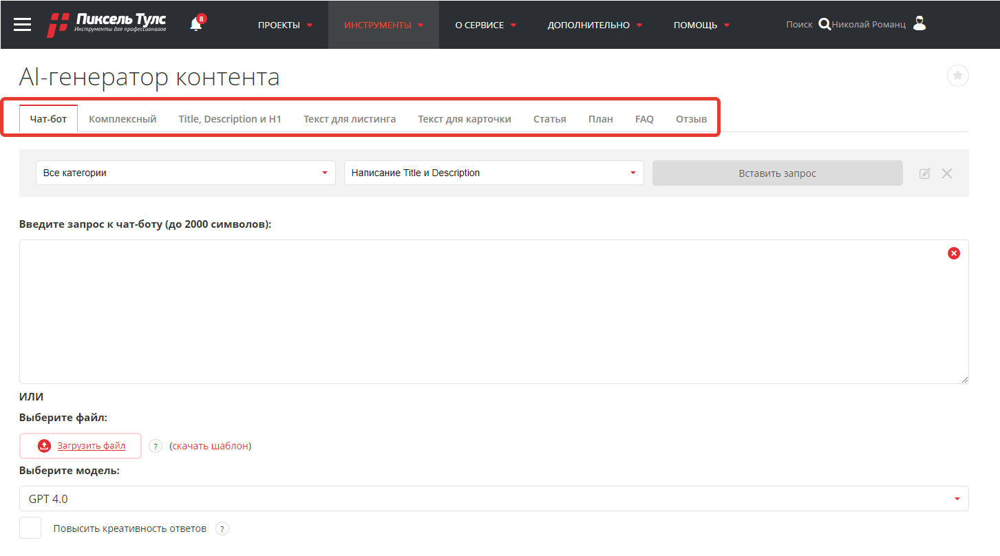 Пиксель Тулс
Инструменты для профессионалов
8
ПРОЕКТЫ ИНСТРУМЕНТЫ О СЕРВИСЕ ДОПОЛНИТЕЛЬНО ПОМОЩЬ Поиск Николай Романц
AI-генератор контента
Чат-бот Комплексный Title, Description и H1 Текст для листинга Текст для карточки Статья План FAQ Отзыв
Все категории Написание Title и Description Вставить запрос
Введите запрос к чат-боту (до 2000 символов):
ИЛИ
Выберите файл:
Загрузить файл ? (скачать шаблон)
Выберите модель:
GPT 4.0
Повысить креативность ответов ?